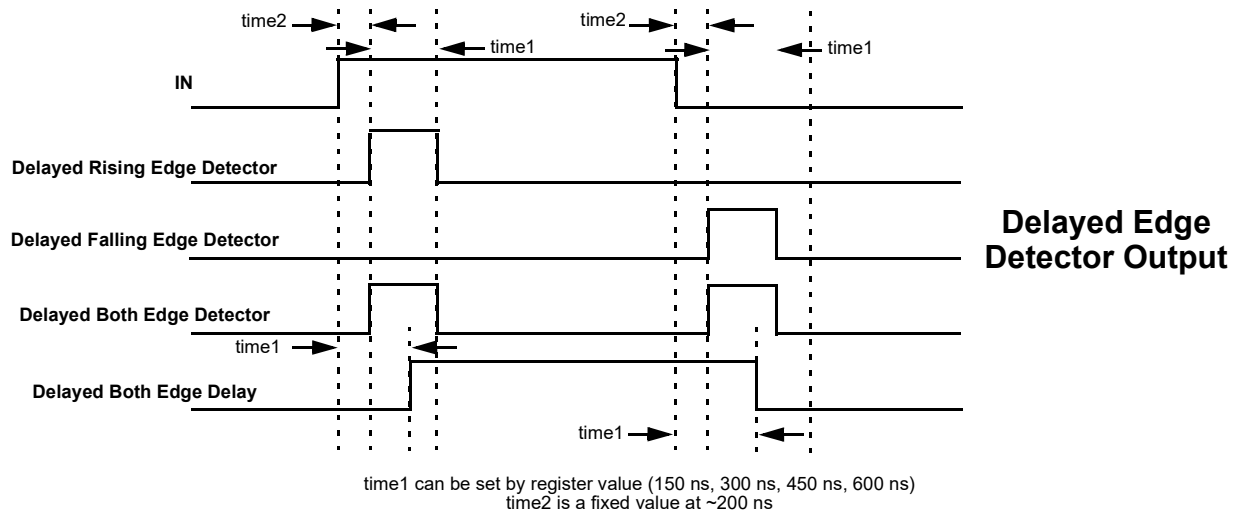 time2
time2
time1
time1
IN
Delayed Rising Edge Detector
Delayed Falling Edge Detector
Delayed Edge
Detector Output
Delayed Both Edge Detector
time1
Delayed Both Edge Delay
time1
time1 can be set by register value (150 ns, 300 ns, 450 ns, 600 ns)
time2 is a fixed value at ~200 ns